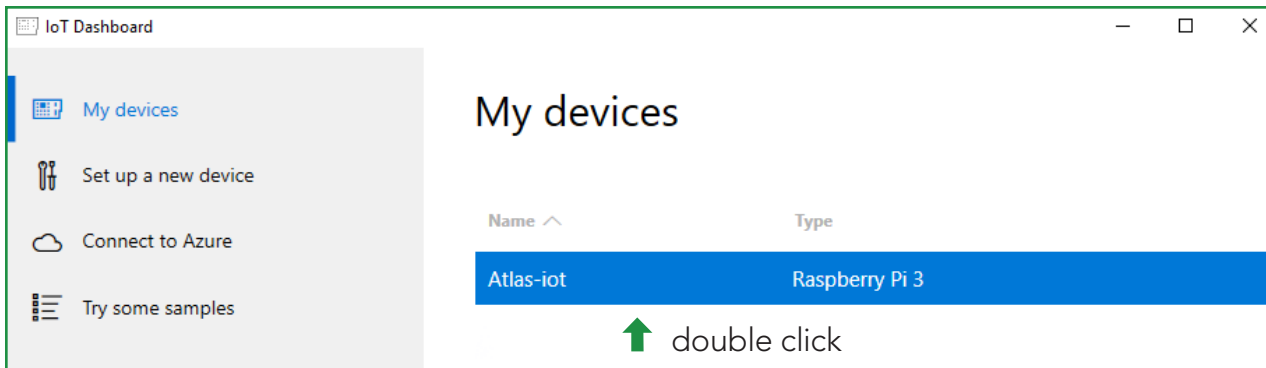 IoT Dashboard
My devices
Set up a new device
Connect to Azure
Try some samples
My devices
Name Type
Atlas-iot Raspberry Pi 3
double click